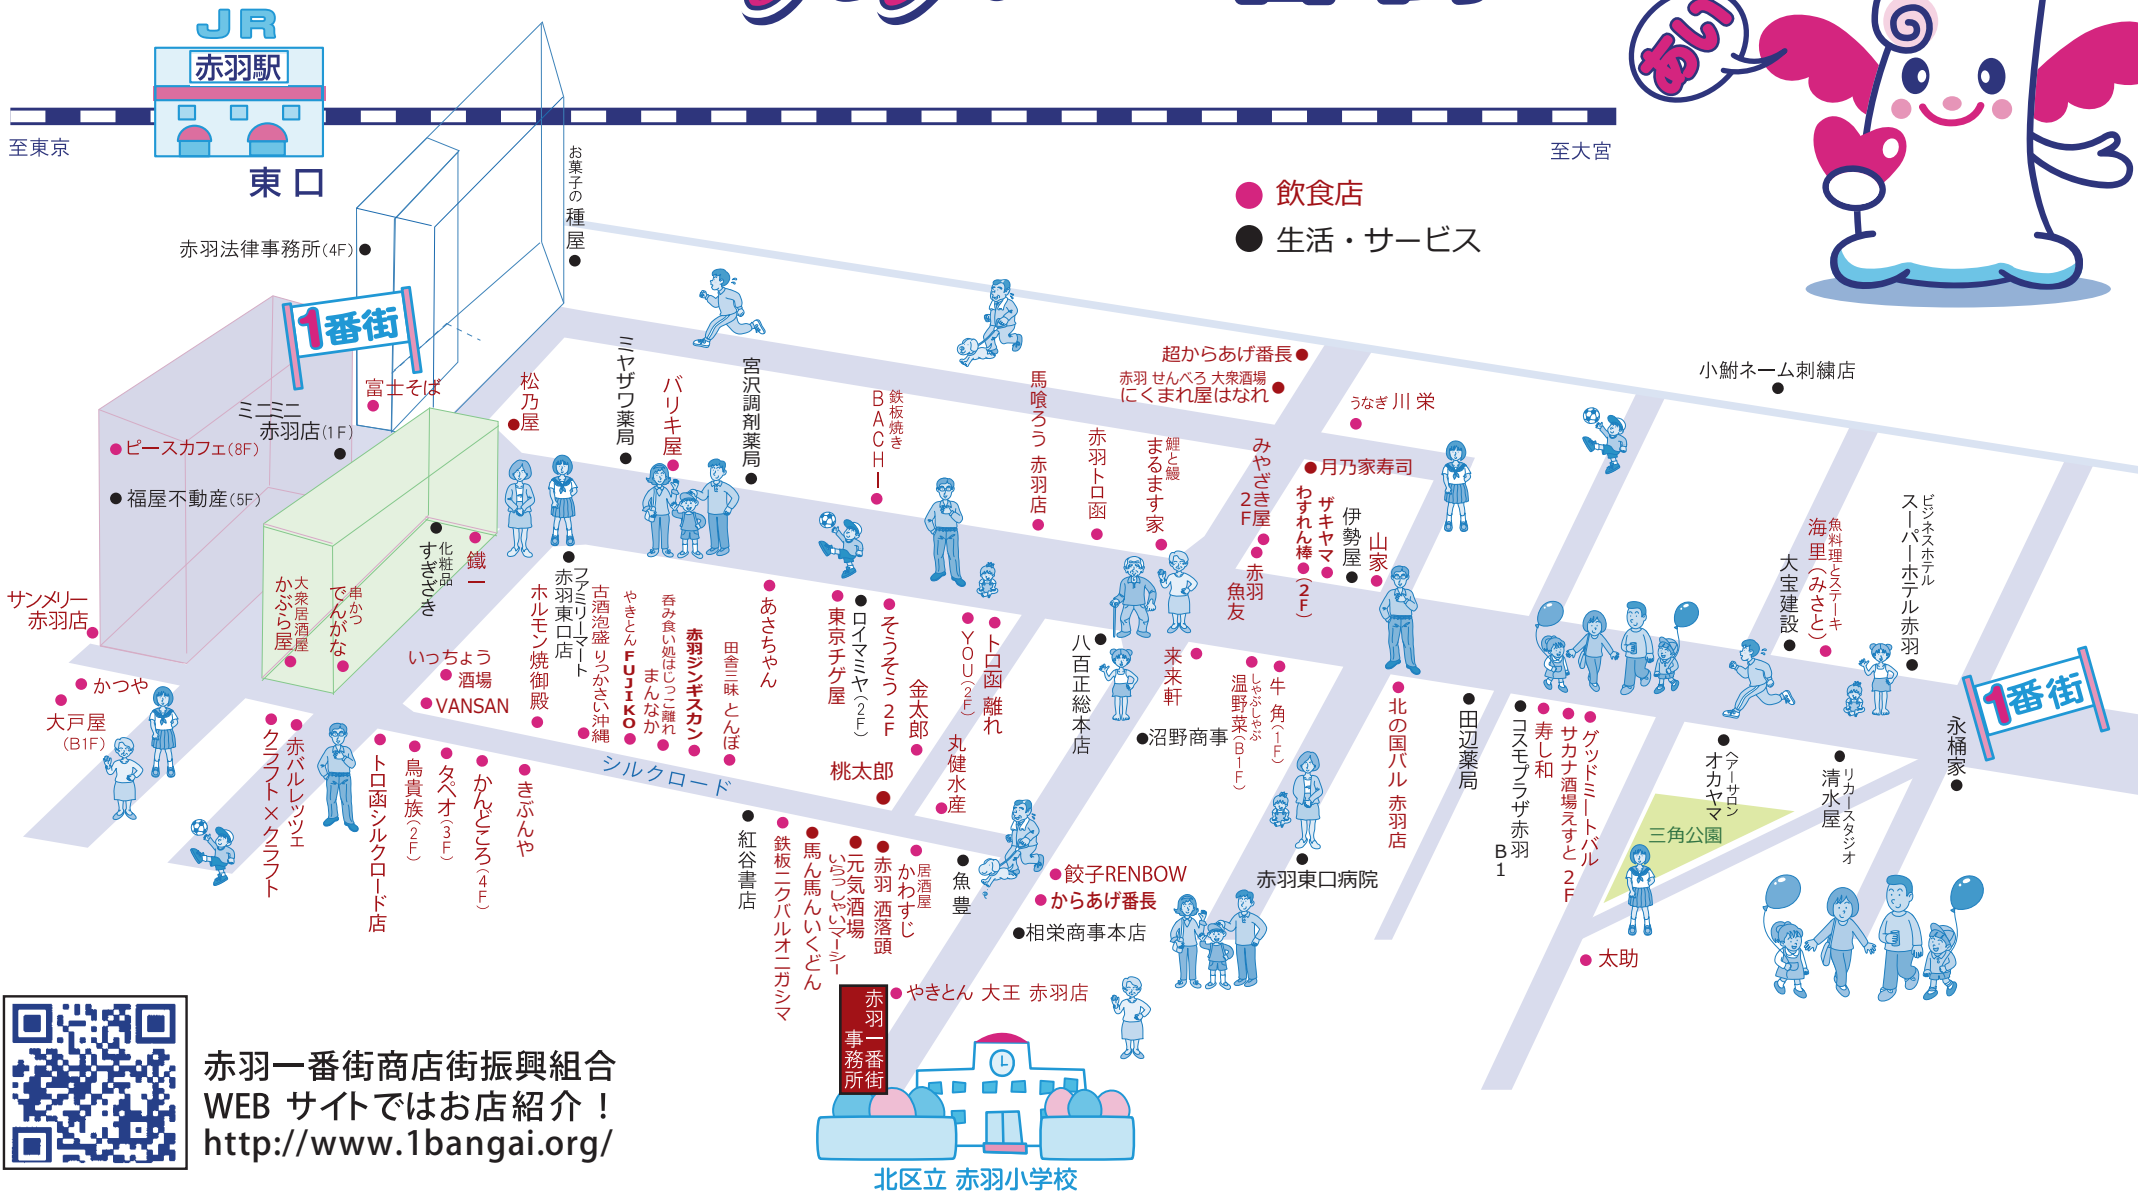 JR
赤羽駅
東口
至東京
至大宮
あい
飲食店
生活・サービス
お菓子の
種屋
赤羽法律事務所(4F)
1番街
富士そば
ミニミニ
赤羽店(1F)
ピースカフェ(8F)
福屋不動産(5F)
サンメリー
赤羽店
大衆居酒屋
かぶら屋
串かつ
でんがな
化粧品
すぎざき
鐵一
松乃屋
ミヤザワ薬局
バリキ屋
宮沢調剤薬局
鉄板焼き
BACHI
馬喰ろう 赤羽店
赤羽トロ函
鯉と鰻
まるます家
超からあげ番長
赤羽 せんべろ 大衆酒場
にくまれ屋はなれ
うなぎ 川栄
みやざき屋
2F
月乃家寿司
わすれん棒(2F)
ザキヤマ
伊勢屋
山家
赤羽
魚友
小鮒ネーム刺繍店
大宝建設
魚料理とステーキ
海里(みさと)
ビジネスホテル
スーパーホテル赤羽
かつや
大戸屋
(B1F)
いっちょう
酒場
VANSAN
ファミリーマート
赤羽東口店
ホルモン焼御殿
古酒泡盛 りつかさい沖縄
やきとん FUJIKO
呑み食い処はじっこ離れ
まんなか
赤羽ジンギスカン
田舎三昧 とんぼ
あさちゃん
東京チゲ屋
ロイマミヤ(2F)
そうそう 2F
金太郎
YOU(2F)
トロ函 離れ
丸健水産
桃太郎
八百正総本店
来来軒
沼野商事
しゃぶしゃぶ
温野菜(B1F)
牛角(1F)
北の国バル 赤羽店
田辺薬局
コスモプラザ赤羽
B1
寿し和
サカナ酒場えすと 2F
グッドミートバル
ヘアーサロン
オカヤマ
リカースタジオ
清水屋
永桶家
1番街
三角公園
太助
クラフト×クラフト
赤バルレッツェ
トロ函シルクロード店
鳥貴族(2F)
タペオ(3F)
かんどころ(4F)
きぶんや
シルクロード
紅谷書店
鉄板ニクバルオニガシマ
馬ん馬んいくどん
いらっしゃいマーシー
元気酒場
赤羽 洒落頭
居酒屋
かわすじ
魚豊
餃子RENBOW
からあげ番長
相栄商事本店
赤羽東口病院
やきとん 大王 赤羽店
赤羽一番街
事務所
北区立 赤羽小学校
赤羽一番街商店街振興組合
WEB サイトではお店紹介！
http://www.1bangai.org/